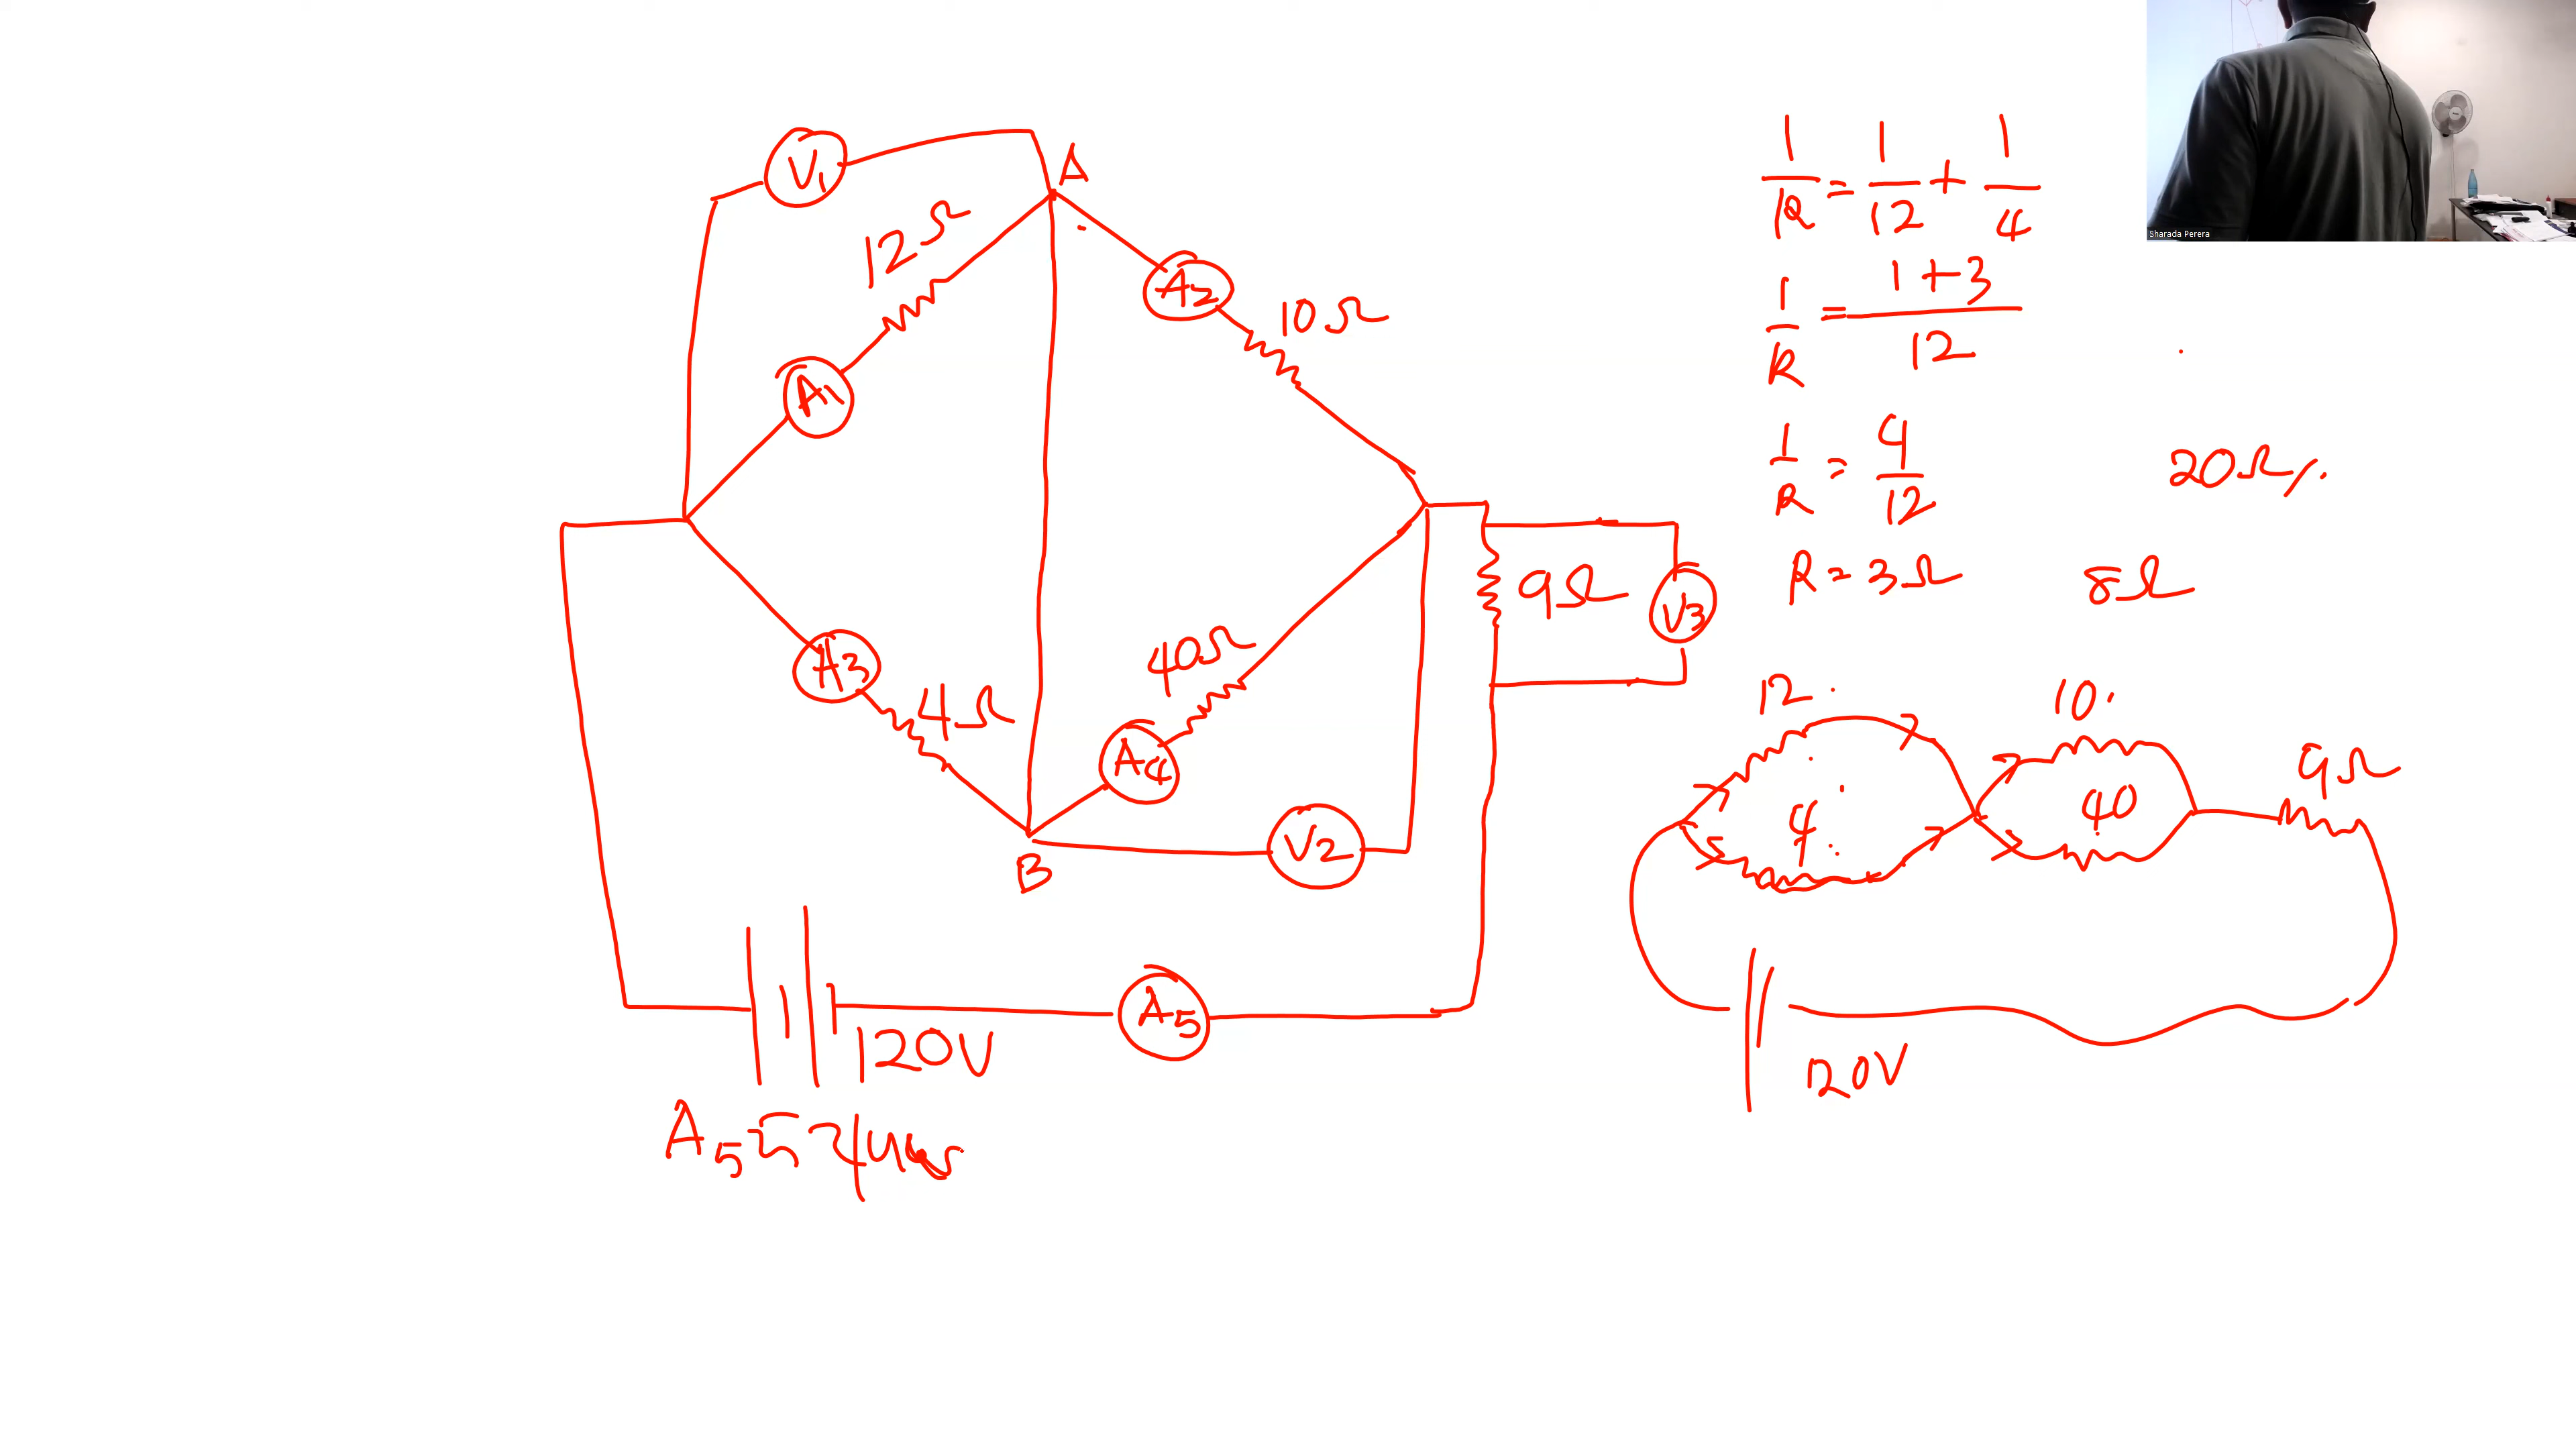 V1
A
12Ω
A2
10Ω
A1
9Ω
V3
A3
4Ω
40Ω
A4
V2
B
A5
120V
A5
1/R = 1/12 + 1/4
1/R = 1+3/12
1/R = 4/12
R = 3Ω
20Ω
8Ω
12
10
4
40
9Ω
120V
Sharada Perera